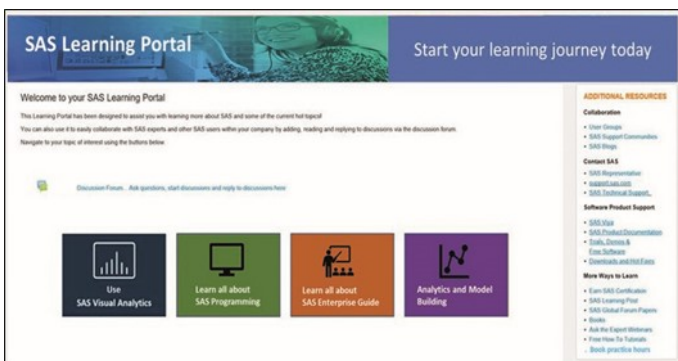 SAS Learning Portal
Start your learning journey today
Welcome to your SAS Learning Portal
This Learning Portal has been designed to assist you with learning more about SAS and some of the current hot topics!
You can also use it to easily collaborate with SAS experts and other SAS users within your company by adding, reading and replying to discussions via the discussion forum.
Navigate to your topic of interest using the buttons below
Discussion Forum... Ask questions, start discussions and reply to discussions here
Use
SAS Visual Analytics
Learn all about
SAS Programming
Learn all about
SAS Enterprise Guide
Analytics and Model
Building
ADDITIONAL RESOURCES
Collaboration
• User Groups
• SAS Support Communities
• SAS Blogs
Contact SAS
• SAS Representative
• support.sas.com
• SAS Technical Support
Software Product Support
• SAS Viya
• SAS Product Documentation
• Trials, Demos &
Free Software
• Downloads and Hot Fixes
More Ways to Learn
• Earn SAS Certification
• SAS Learning Post
• SAS Global Forum Papers
• Books
• Ask the Expert Webinars
• Free How To Tutorials
. Book practice hours